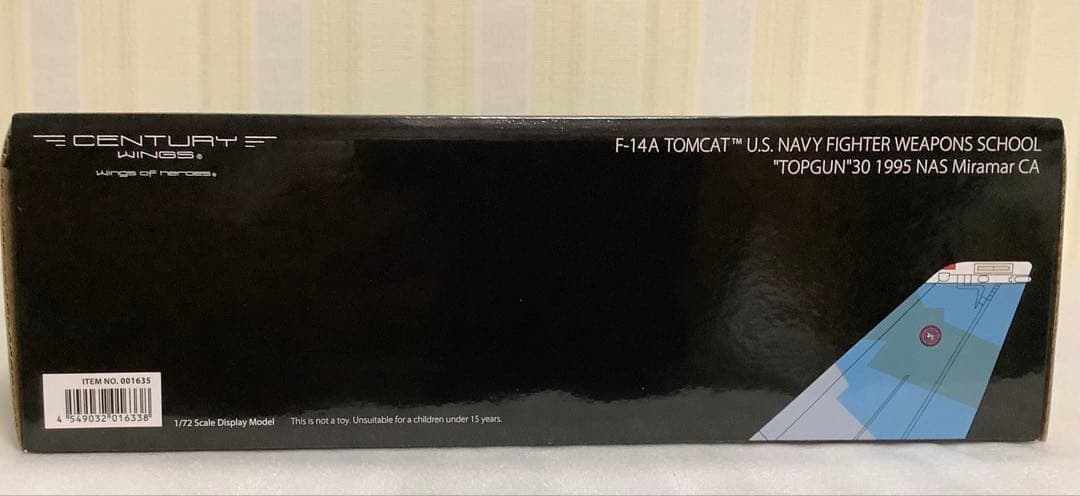 CENTURY
WINGS®
Wings of heroes®
F-14A TOMCAT™ U.S. NAVY FIGHTER WEAPONS SCHOOL
"TOPGUN"30 1995 NAS Miramar CA
ITEM NO. 001635
4 549032 016338
1/72 Scale Display Model This is not a toy. Unsuitable for a children under 15 years.